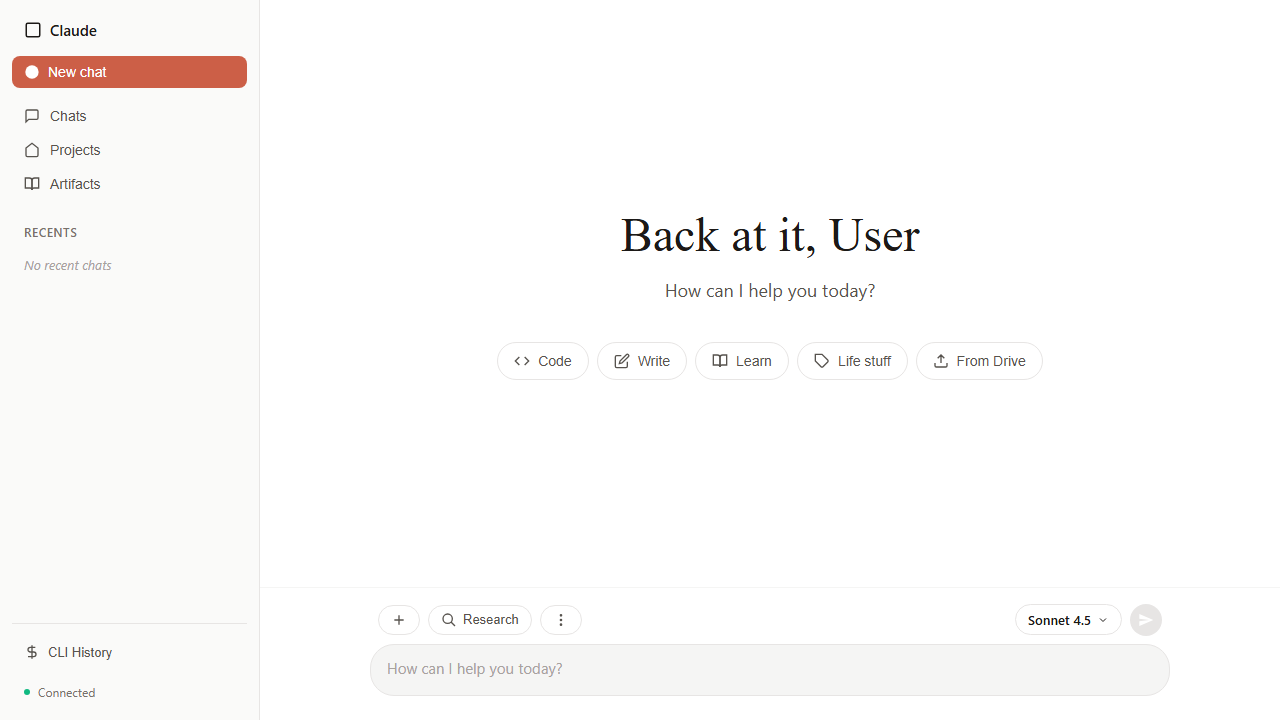 Claude
New chat
Chats
Projects
Artifacts
RECENTS
No recent chats
CLI History
Connected
Back at it, User
How can I help you today?
Code
Write
Learn
Life stuff
From Drive
Research
Sonnet 4.5
How can I help you today?